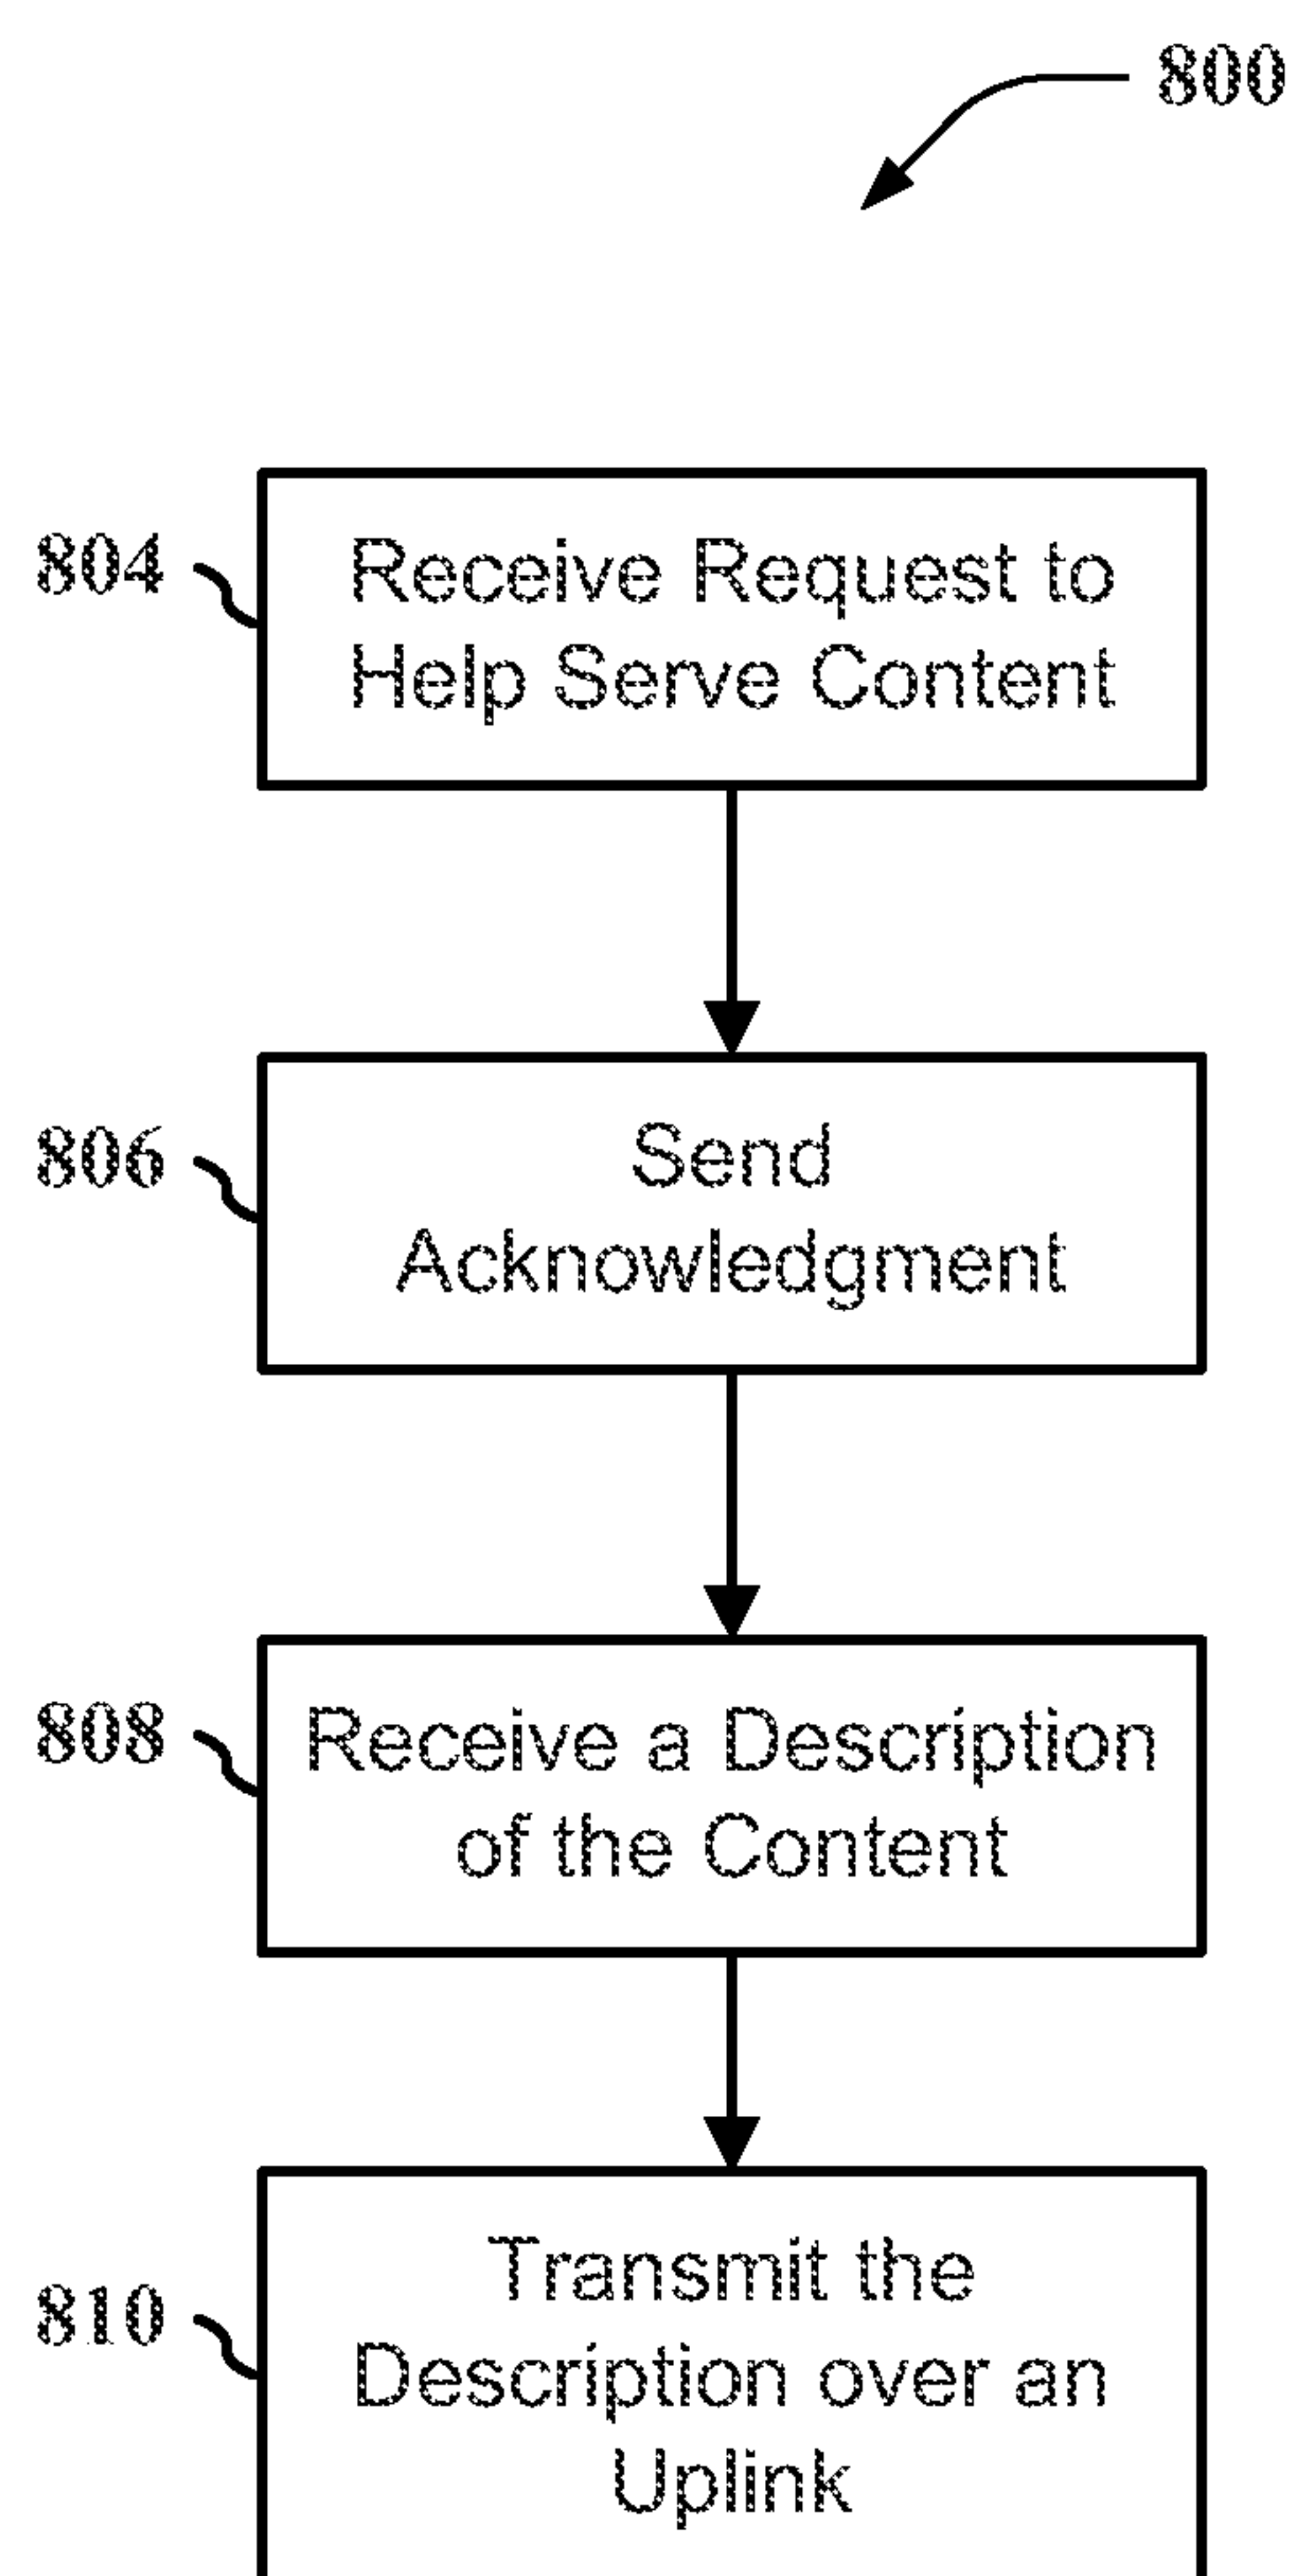 800
804
Receive Request to
Help Serve Content
806
Send
Acknowledgment
808
Receive a Description
of the Content
810
Transmit the
Description over an
Uplink